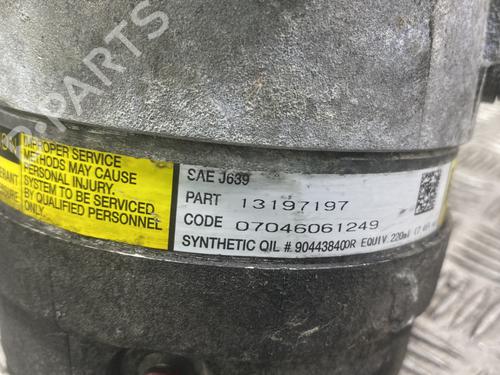 IMPROPER SERVICE
METHODS MAY CAUSE
PERSONAL INJURY.
SYSTEM TO BE SERVICED
BY QUALIFIED PERSONNEL
ONLY.
SAE J639
PART 13197197
CODE 07046061249
SYNTHETIC OIL # 90443840OR EQUIV. 220ml
PARTS